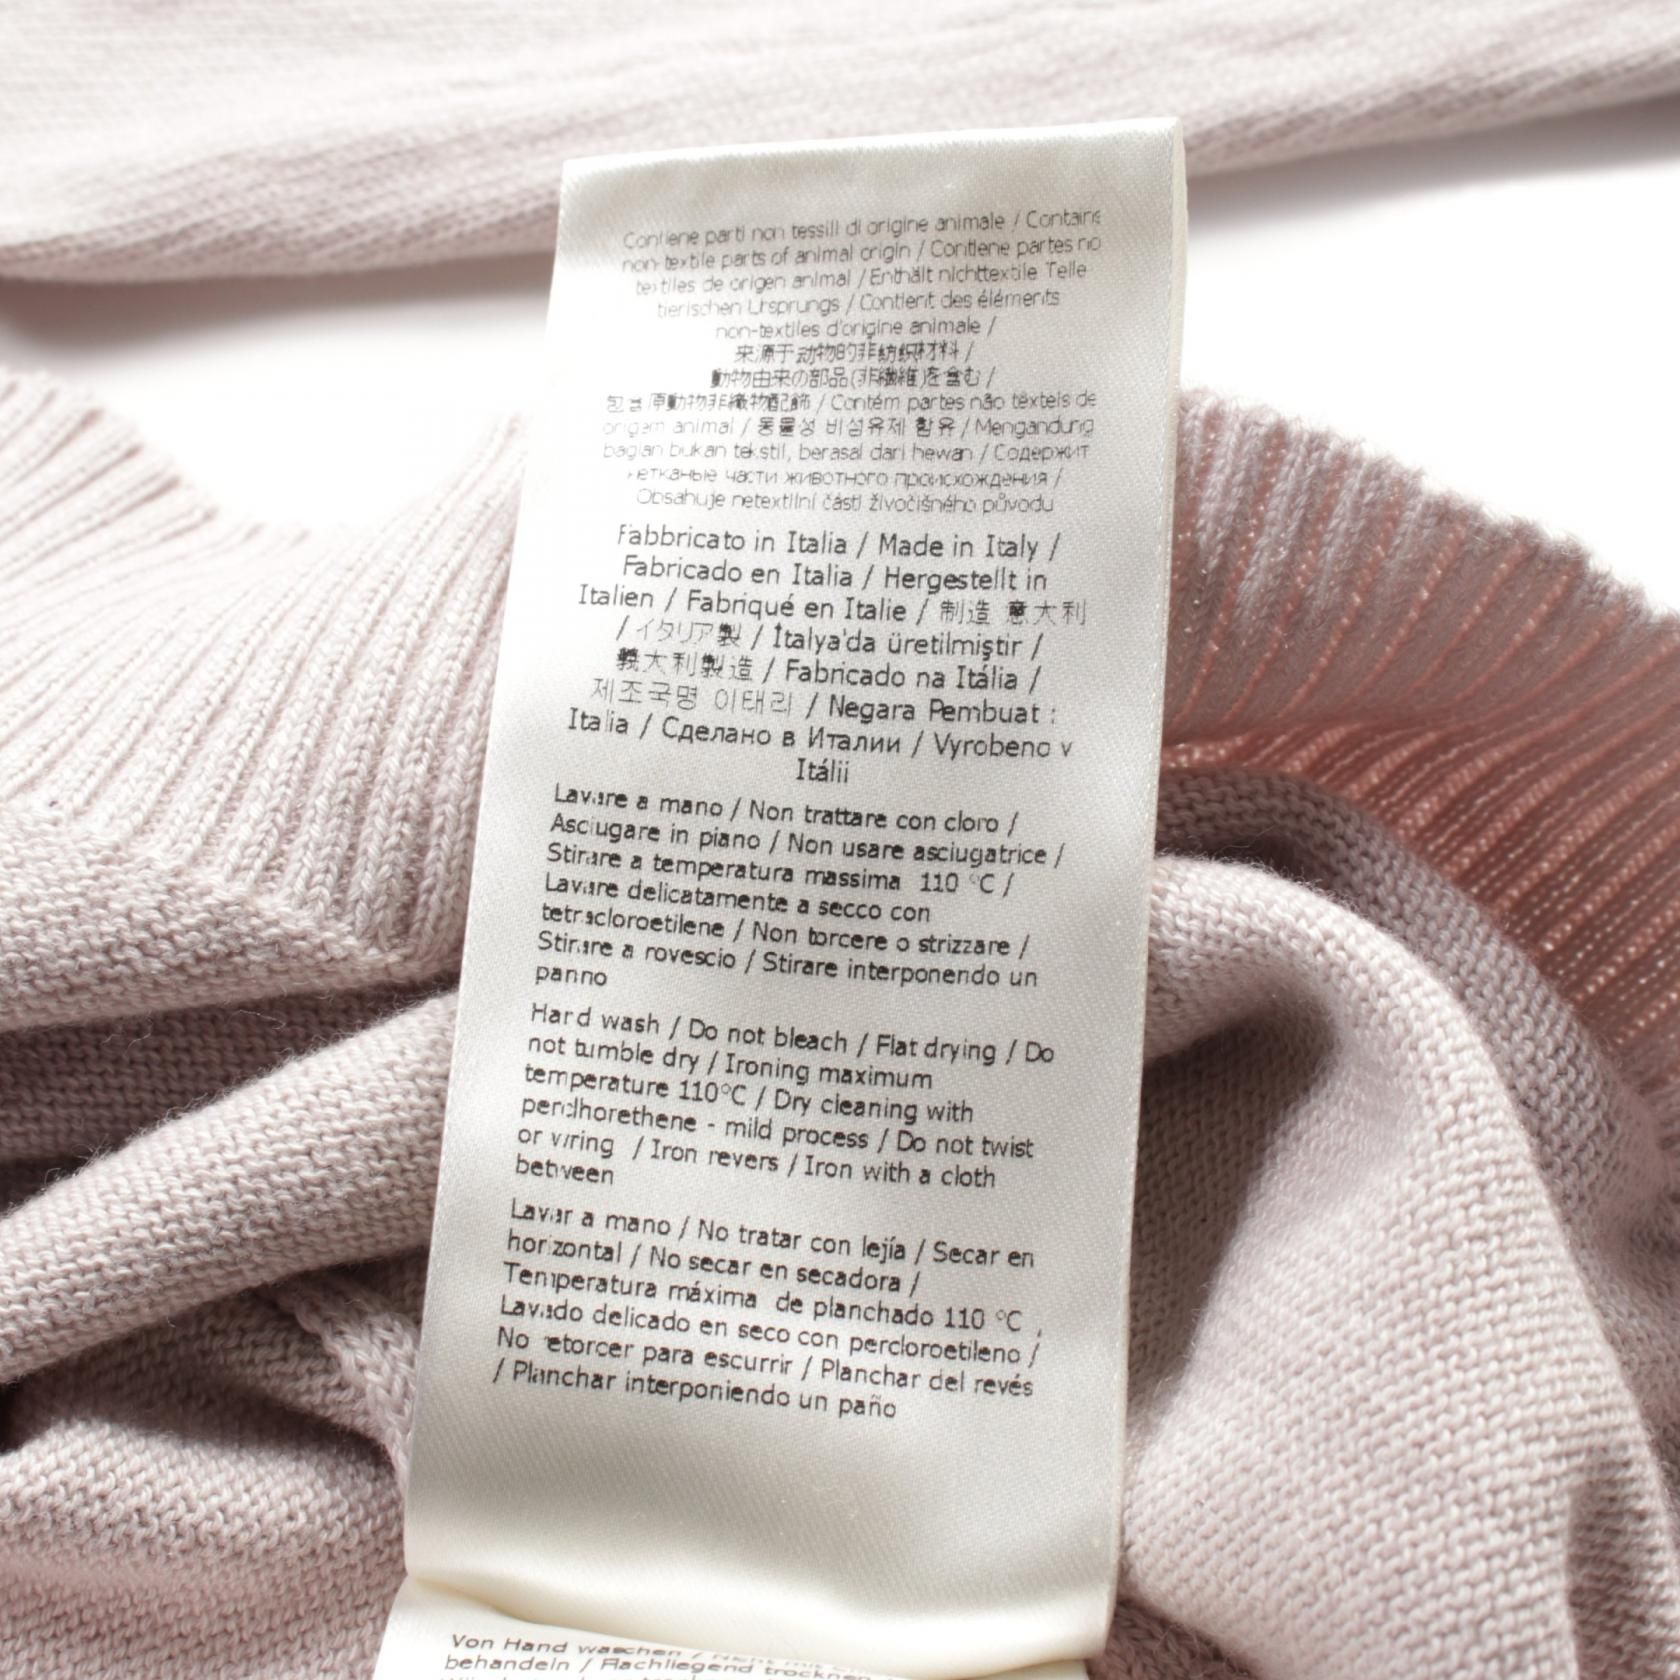 Contiene parti non tessili di origine animale / Contains
non-textile parts of animal origin / Contiene partes no
textiles de origen animal / Enthält nichttextile Teile
tierischen Ursprungs / Contient des éléments
non-textiles d'origine animale /
来源于动物的非纺织材料 /
動物由来の部品(非繊維)を含む /
包含原動物非織物配飾 / Contém partes não têxteis de
origem animal / 동물성 비섬유제 함유 / Mengandung
bagian bukan tekstil, berasal dari hewan / Содержит
нетканые части животного происхождения /
Obsahuje netextilní části živočišného původu
Fabbricato in Italia / Made in Italy /
Fabricado en Italia / Hergestellt in
Italien / Fabriqué en Italie / 制造 意大利
/ イタリア製 / İtalya'da üretilmiştir /
義大利製造 / Fabricado na Itália /
제조국명 이태리 / Negara Pembuat :
Italia / Сделано в Италии / Vyrobeno v
Itálii
Lavare a mano / Non trattare con cloro /
Asciugare in piano / Non usare asciugatrice /
Stirare a temperatura massima 110 °C /
Lavare delicatamente a secco con
tetracloroetilene / Non torcere o strizzare /
Stirare a rovescio / Stirare interponendo un
panno
Hand wash / Do not bleach / Flat drying / Do
not tumble dry / Ironing maximum
temperature 110°C / Dry cleaning with
perclhorethene - mild process / Do not twist
or wring / Iron revers / Iron with a cloth
between
Lavar a mano / No tratar con lejía / Secar en
horizontal / No secar en secadora /
Temperatura máxima de planchado 110 °C ,
Lavado delicado en seco con percloroetileno /
No retorcer para escurrir / Planchar del revés
/ Planchar interponiendo un paño
Von Hand waschen / Nicht mit
behandeln / Flachliegend trocknen